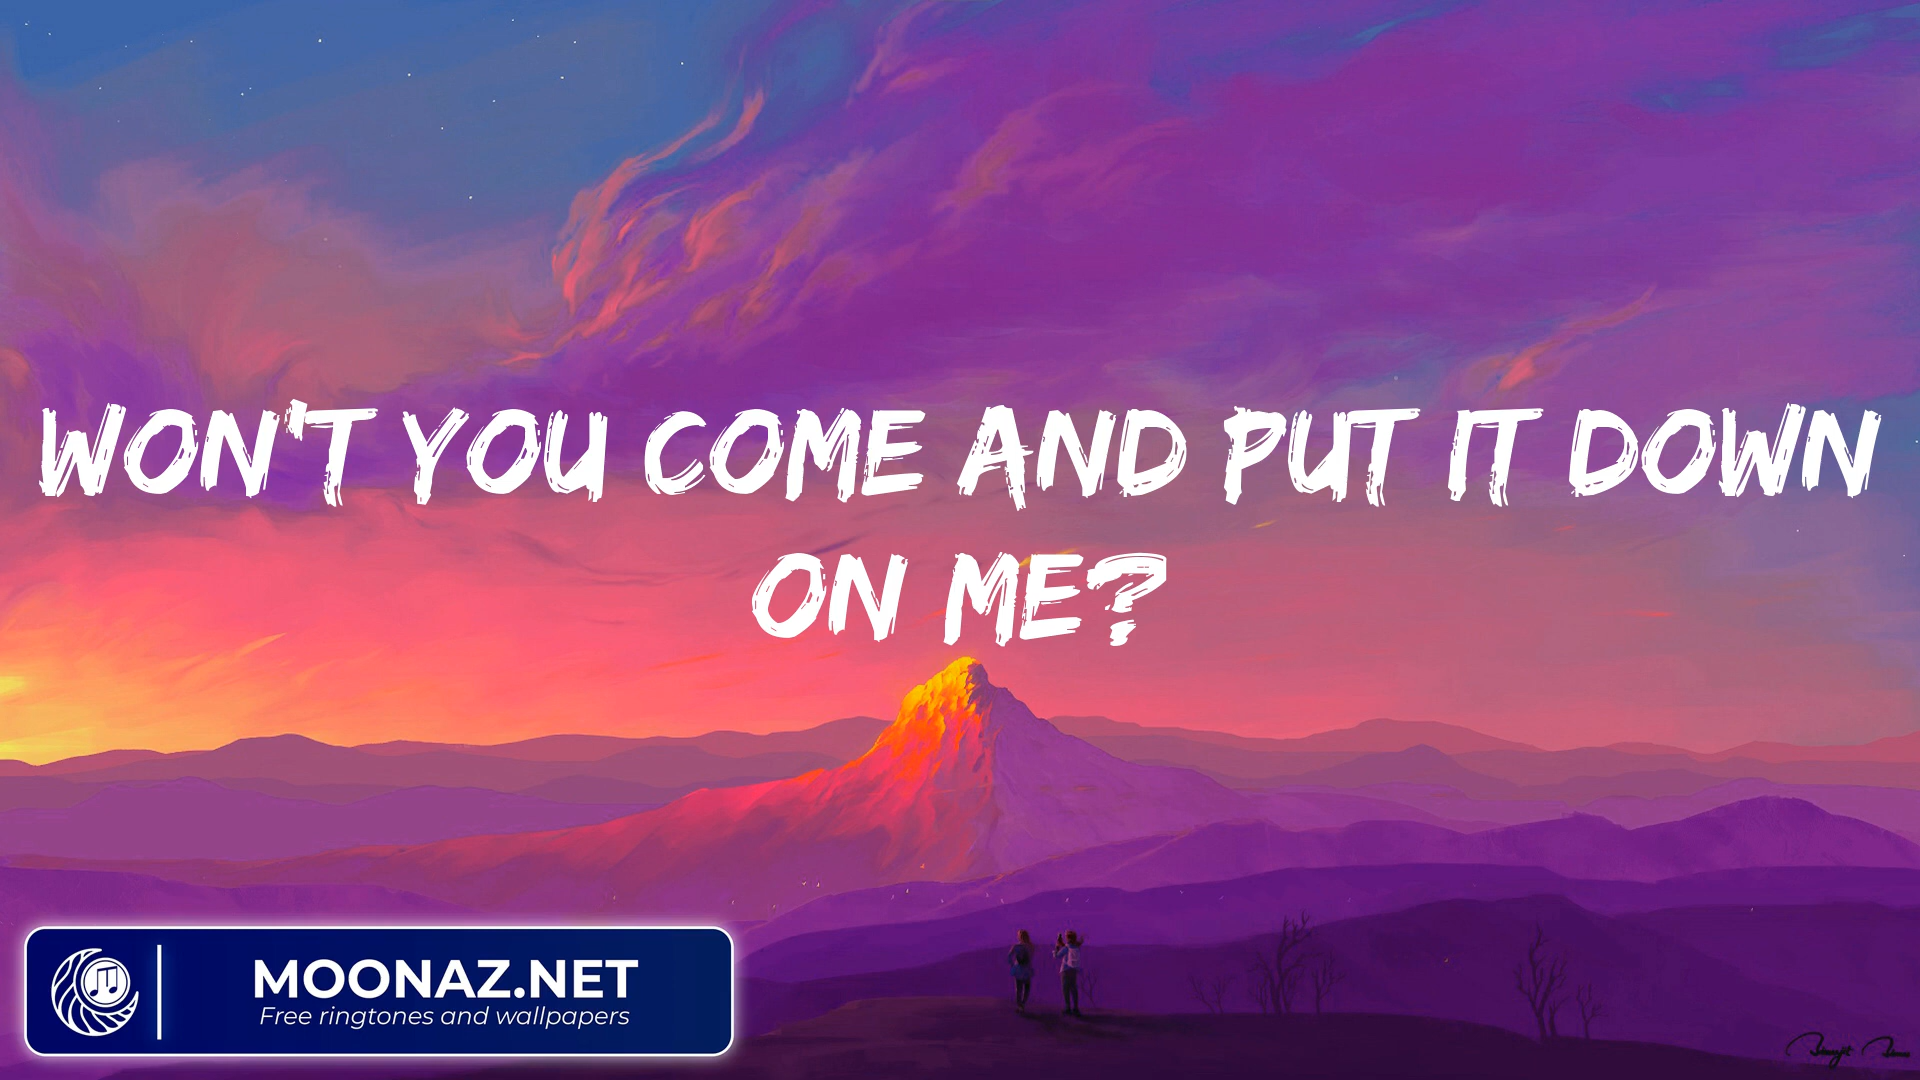 WON'T YOU COME AND PUT IT DOWN
ON ME?
MOONAZ.NET
Free ringtones and wallpapers